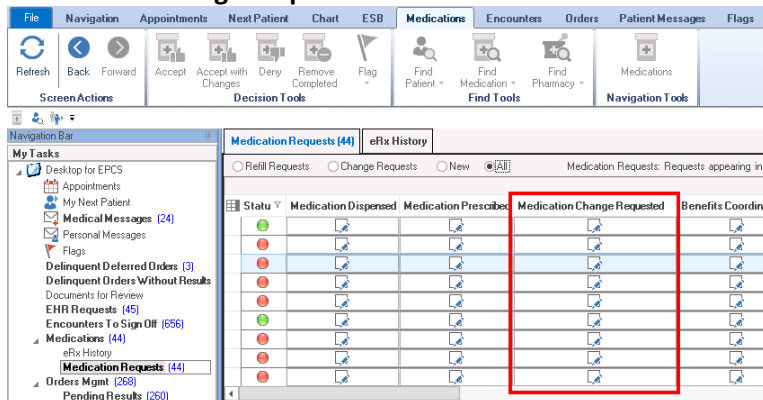 File Navigation Appointments Next Patient Chart ESB Medications Encounters Orders Patient Messages Flags
Refresh Back Forward Accept Accept with Changes Deny Remove Completed Flag Find Patient Find Medication Find Pharmacy Medications
Screen Actions Decision Tools Find Tools Navigation Tools
Navigation Bar
Medication Requests (44) eRx History
My Tasks
Refill Requests Change Requests New All Medication Requests: Requests appearing in
Desktop for EPCS
Appointments
My Next Patient
Statu Medication Dispensed Medication Prescribed Medication Change Requested Benefits Coordin
Medical Messages (24)
Personal Messages
Flags
Delinquent Deferred Orders (3)
Delinquent Orders Without Results
Documents for Review
EHR Requests (45)
Encounters To Sign Off (656)
Medications (44)
eRx History
Medication Requests (44)
Orders Mgmt (268)
Pending Results (260)